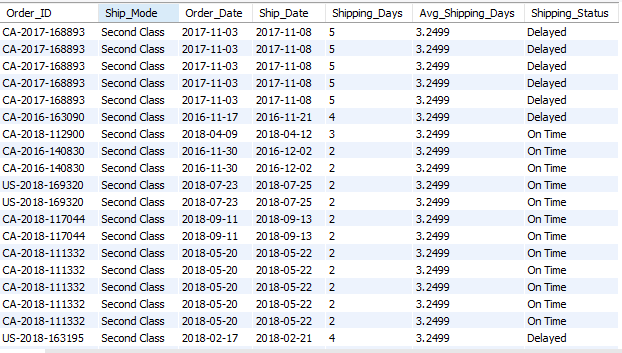 Order_ID Ship_Mode Order_Date Ship_Date Shipping_Days Avg_Shipping_Days Shipping_Status
CA-2017-168893 Second Class 2017-11-03 2017-11-08 5 3.2499 Delayed
CA-2017-168893 Second Class 2017-11-03 2017-11-08 5 3.2499 Delayed
CA-2017-168893 Second Class 2017-11-03 2017-11-08 5 3.2499 Delayed
CA-2017-168893 Second Class 2017-11-03 2017-11-08 5 3.2499 Delayed
CA-2017-168893 Second Class 2017-11-03 2017-11-08 5 3.2499 Delayed
CA-2016-163090 Second Class 2016-11-17 2016-11-21 4 3.2499 Delayed
CA-2018-112900 Second Class 2018-04-09 2018-04-12 3 3.2499 On Time
CA-2016-140830 Second Class 2016-11-30 2016-12-02 2 3.2499 On Time
CA-2016-140830 Second Class 2016-11-30 2016-12-02 2 3.2499 On Time
US-2018-169320 Second Class 2018-07-23 2018-07-25 2 3.2499 On Time
US-2018-169320 Second Class 2018-07-23 2018-07-25 2 3.2499 On Time
CA-2018-117044 Second Class 2018-09-11 2018-09-13 2 3.2499 On Time
CA-2018-117044 Second Class 2018-09-11 2018-09-13 2 3.2499 On Time
CA-2018-111332 Second Class 2018-05-20 2018-05-22 2 3.2499 On Time
CA-2018-111332 Second Class 2018-05-20 2018-05-22 2 3.2499 On Time
CA-2018-111332 Second Class 2018-05-20 2018-05-22 2 3.2499 On Time
CA-2018-111332 Second Class 2018-05-20 2018-05-22 2 3.2499 On Time
CA-2018-111332 Second Class 2018-05-20 2018-05-22 2 3.2499 On Time
US-2018-163195 Second Class 2018-02-17 2018-02-21 4 3.2499 Delayed